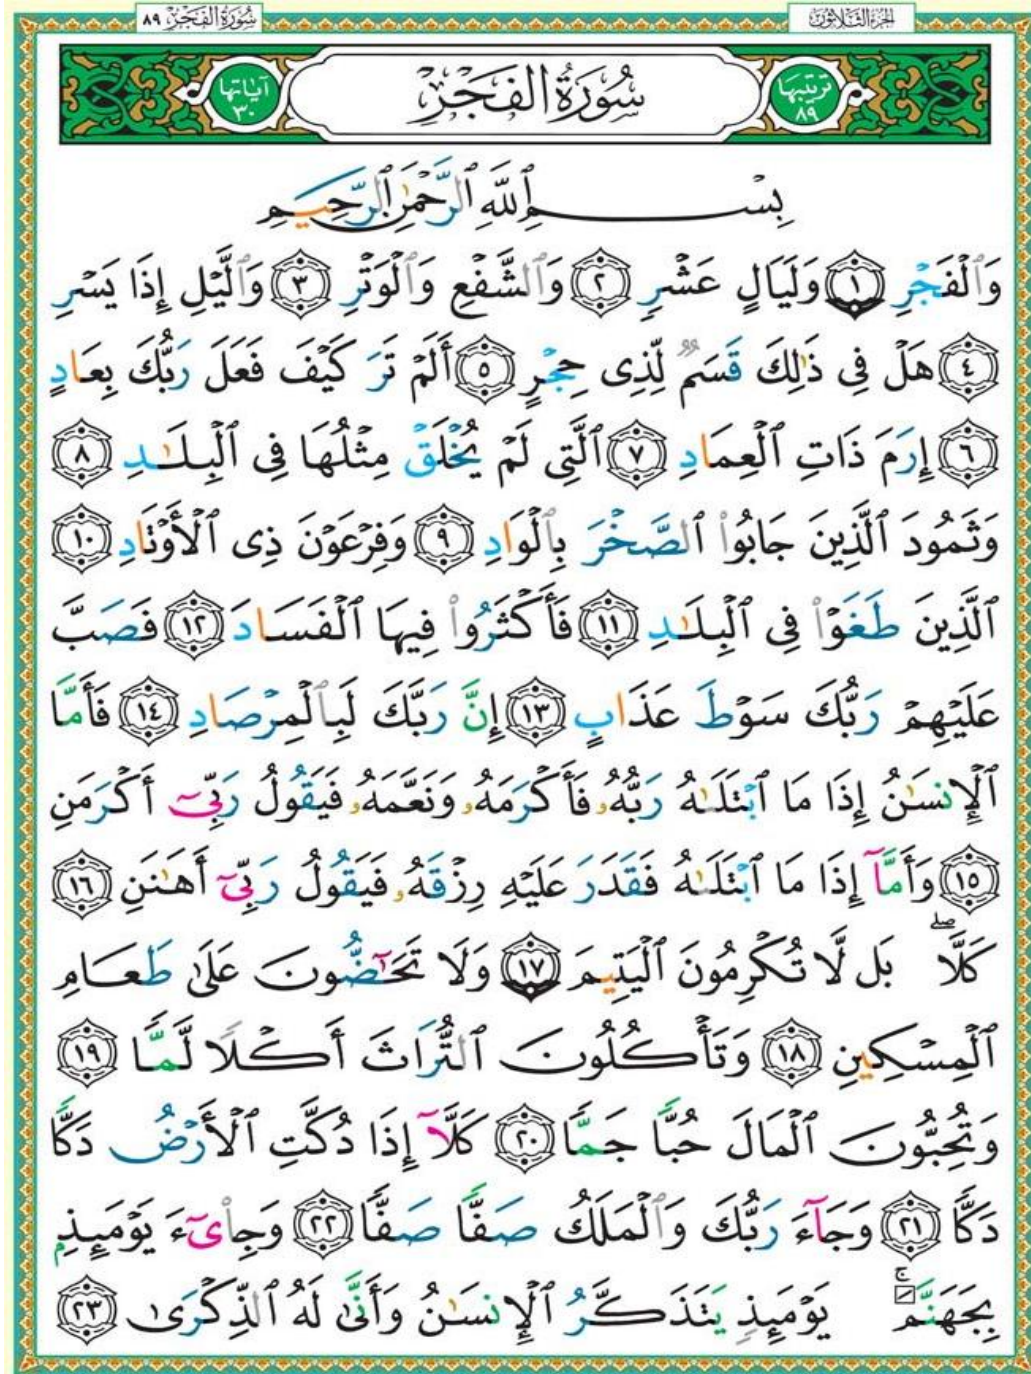 الجزء الثلاثون
سُورَةُ الفَجْرِ ٨٩
ترتيبها ٨٩
سُورَةُ الفَجْرِ
آياتها ٣٠
بِسْمِ ٱللَّهِ ٱلرَّحْمَٰنِ ٱلرَّحِيمِ
وَٱلْفَجْرِ ١ وَلَيَالٍ عَشْرٍ ٢ وَٱلشَّفْعِ وَٱلْوَتْرِ ٣ وَٱلَّيْلِ إِذَا يَسْرِ
٤ هَلْ فِى ذَٰلِكَ قَسَمٌ لِّذِى حِجْرٍ ٥ أَلَمْ تَرَ كَيْفَ فَعَلَ رَبُّكَ بِعَادٍ
٦ إِرَمَ ذَاتِ ٱلْعِمَادِ ٧ ٱلَّتِى لَمْ يُخْلَقْ مِثْلُهَا فِى ٱلْبِلَٰدِ ٨
وَثَمُودَ ٱلَّذِينَ جَابُوا۟ ٱلصَّخْرَ بِٱلْوَادِ ٩ وَفِرْعَوْنَ ذِى ٱلْأَوْتَادِ ١٠
ٱلَّذِينَ طَغَوْا۟ فِى ٱلْبِلَٰدِ ١١ فَأَكْثَرُوا۟ فِيهَا ٱلْفَسَادَ ١٢ فَصَبَّ
عَلَيْهِمْ رَبُّكَ سَوْطَ عَذَابٍ ١٣ إِنَّ رَبَّكَ لَبِٱلْمِرْصَادِ ١٤ فَأَمَّا
ٱلْإِنسَٰنُ إِذَا مَا ٱبْتَلَىٰهُ رَبُّهُۥ فَأَكْرَمَهُۥ وَنَعَّمَهُۥ فَيَقُولُ رَبِّىٓ أَكْرَمَنِ
١٥ وَأَمَّآ إِذَا مَا ٱبْتَلَىٰهُ فَقَدَرَ عَلَيْهِ رِزْقَهُۥ فَيَقُولُ رَبِّىٓ أَهَٰنَنِ ١٦
كَلَّا ۖ بَل لَّا تُكْرِمُونَ ٱلْيَتِيمَ ١٧ وَلَا تَحَٰٓضُّونَ عَلَىٰ طَعَامِ
ٱلْمِسْكِينِ ١٨ وَتَأْكُلُونَ ٱلتُّرَاثَ أَكْلًا لَّمًّا ١٩
وَتُحِبُّونَ ٱلْمَالَ حُبًّا جَمًّا ٢٠ كَلَّآ إِذَا دُكَّتِ ٱلْأَرْضُ دَكًّا
دَكًّا ٢١ وَجَآءَ رَبُّكَ وَٱلْمَلَكُ صَفًّا صَفًّا ٢٢ وَجِا۟ىٓءَ يَوْمَئِذٍۭ
بِجَهَنَّمَ ۚ يَوْمَئِذٍ يَتَذَكَّرُ ٱلْإِنسَٰنُ وَأَنَّىٰ لَهُ ٱلذِّكْرَىٰ ٢٣